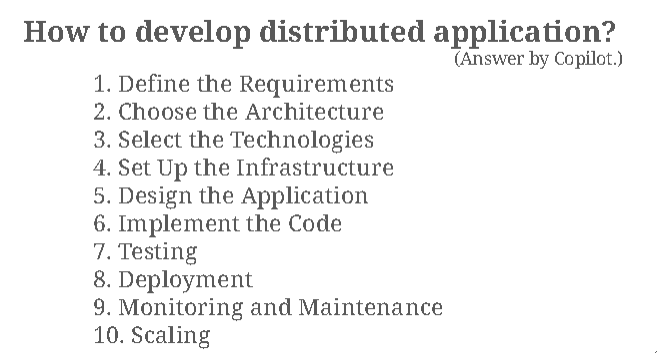 How to develop distributed application?
(Answer by Copilot.)
1. Define the Requirements
2. Choose the Architecture
3. Select the Technologies
4. Set Up the Infrastructure
5. Design the Application
6. Implement the Code
7. Testing
8. Deployment
9. Monitoring and Maintenance
10. Scaling